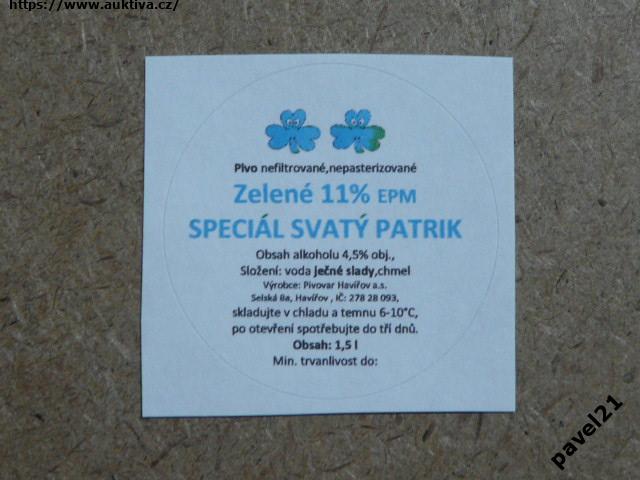 https://www.auktiva.cz/
Pivo nefiltrované,nepasterizované
Zelené 11% EPM
SPECIÁL SVATÝ PATRIK
Obsah alkoholu 4,5% obj.,
Složení: voda ječné slady,chmel
Výrobce: Pivovar Havířov a.s.
Selská 8a, Havířov , IČ: 278 28 093,
skladujte v chladu a temnu 6-10°C,
po otevření spotřebujte do tří dnů.
Obsah: 1,5 l
Min. trvanlivost do:
pavel21